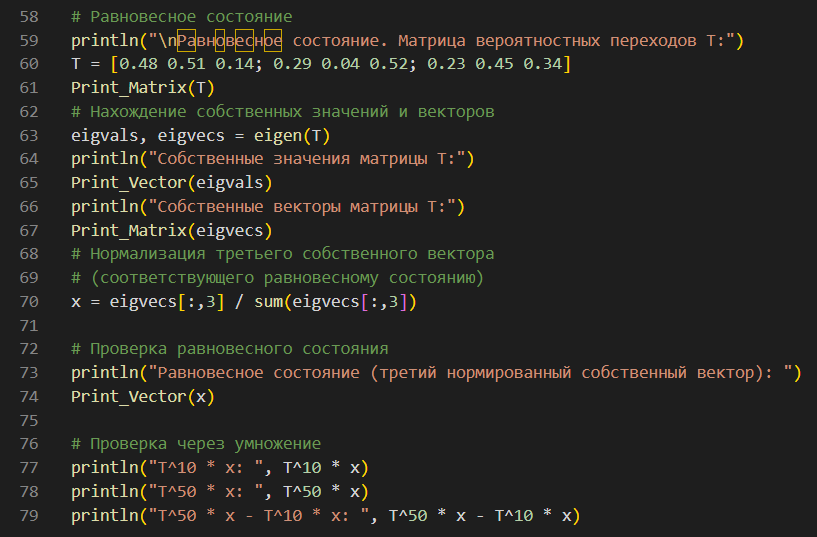 58 # Равновесное состояние
59 println("\nРавновесное состояние. Матрица вероятностных переходов T:")
60 T = [0.48 0.51 0.14; 0.29 0.04 0.52; 0.23 0.45 0.34]
61 Print_Matrix(T)
62 # Нахождение собственных значений и векторов
63 eigvals, eigvecs = eigen(T)
64 println("Собственные значения матрицы T:")
65 Print_Vector(eigvals)
66 println("Собственные векторы матрицы T:")
67 Print_Matrix(eigvecs)
68 # Нормализация третьего собственного вектора
69 # (соответствующего равновесному состоянию)
70 x = eigvecs[:,3] / sum(eigvecs[:,3])
71
72 # Проверка равновесного состояния
73 println("Равновесное состояние (третий нормированный собственный вектор): ")
74 Print_Vector(x)
75
76 # Проверка через умножение
77 println("T^10 * x: ", T^10 * x)
78 println("T^50 * x: ", T^50 * x)
79 println("T^50 * x - T^10 * x: ", T^50 * x - T^10 * x)